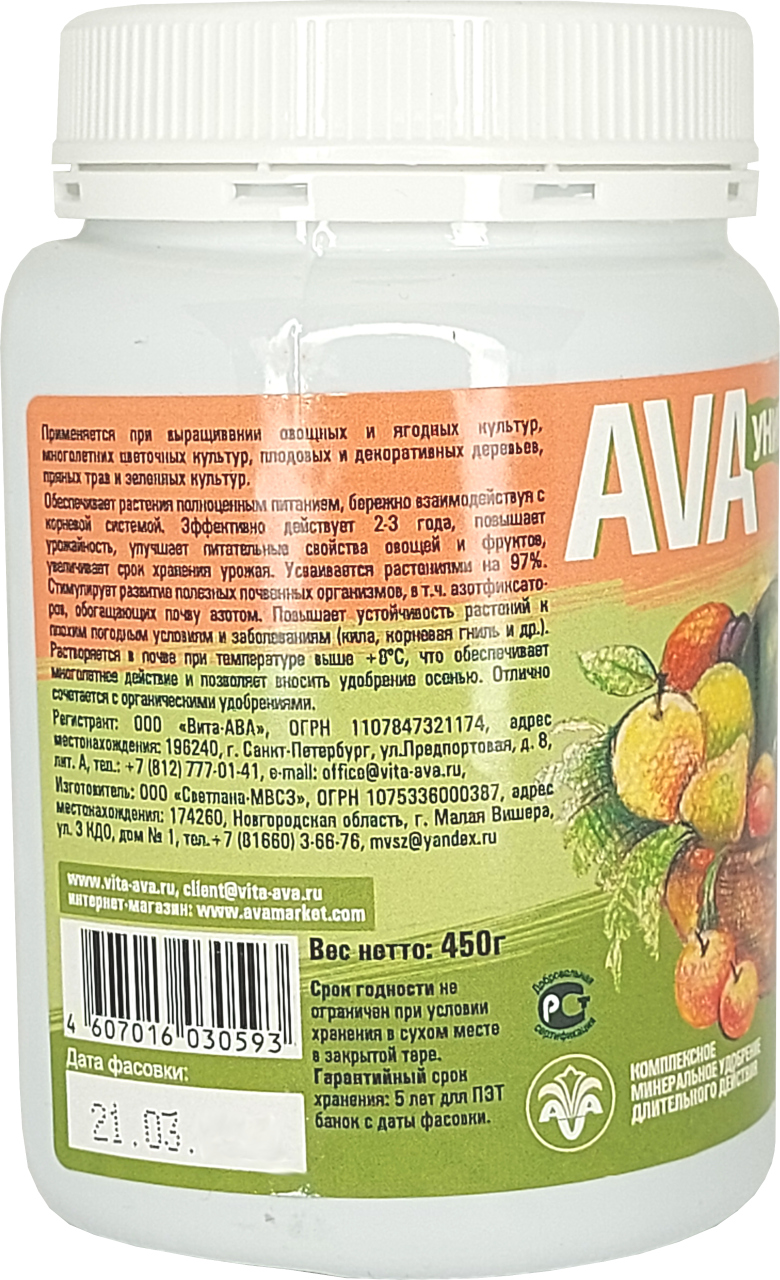 Применяется при выращивании овощных и ягодных культур,
многолетних цветочных культур, плодовых и декоративных деревьев,
пряных трав и зеленных культур.
Обеспечивает растения полноценным питанием, бережно взаимодействуя с
корневой системой. Эффективно действует 2-3 года, повышает
урожайность, улучшает питательные свойства овощей и фруктов,
увеличивает срок хранения урожая. Усваивается растениями на 97%.
Стимулирует развитие полезных почвенных организмов, в т.ч. азотфиксато-
ров, обогащающих почву азотом. Повышает устойчивость растений к
плохим погодным условиям и заболеваниям (кила, корневая гниль и др.).
Растворяется в почве при температуре выше +8°С, что обеспечивает
многолетнее действие и позволяет вносить удобрение осенью. Отлично
сочетается с органическими удобрениями.
Регистрант: ООО «Вита-АВА», ОГРН 1107847321174, адрес
местонахождения: 196240, г. Санкт-Петербург, ул.Предпортовая, д. 8,
лит. А, тел.: +7 (812) 777-01-41, e-mail: office@vita-ava.ru,
Изготовитель: ООО «Светлана-МВСЗ», ОГРН 1075336000387, адрес
местонахождения: 174260, Новгородская область, г. Малая Вишера,
ул. 3 КДО, дом № 1, тел.+7 (81660) 3-66-76, mvsz@yandex.ru
www.vita-ava.ru, client@vita-ava.ru
интернет-магазин: www.avamarket.com
4 607016 030593
Дата фасовки:
21.03.
Вес нетто: 450г
Срок годности не
ограничен при условии
хранения в сухом месте
в закрытой таре.
Гарантийный срок
хранения: 5 лет для ПЭТ
банок с даты фасовки.
AVA
УНИ
Добровольная
РСТ
сертификация
AVA
КОМПЛЕКСНОЕ
МИНЕРАЛЬНОЕ УДОБРЕНИЕ
ДЛИТЕЛЬНОГО ДЕЙСТВИЯ